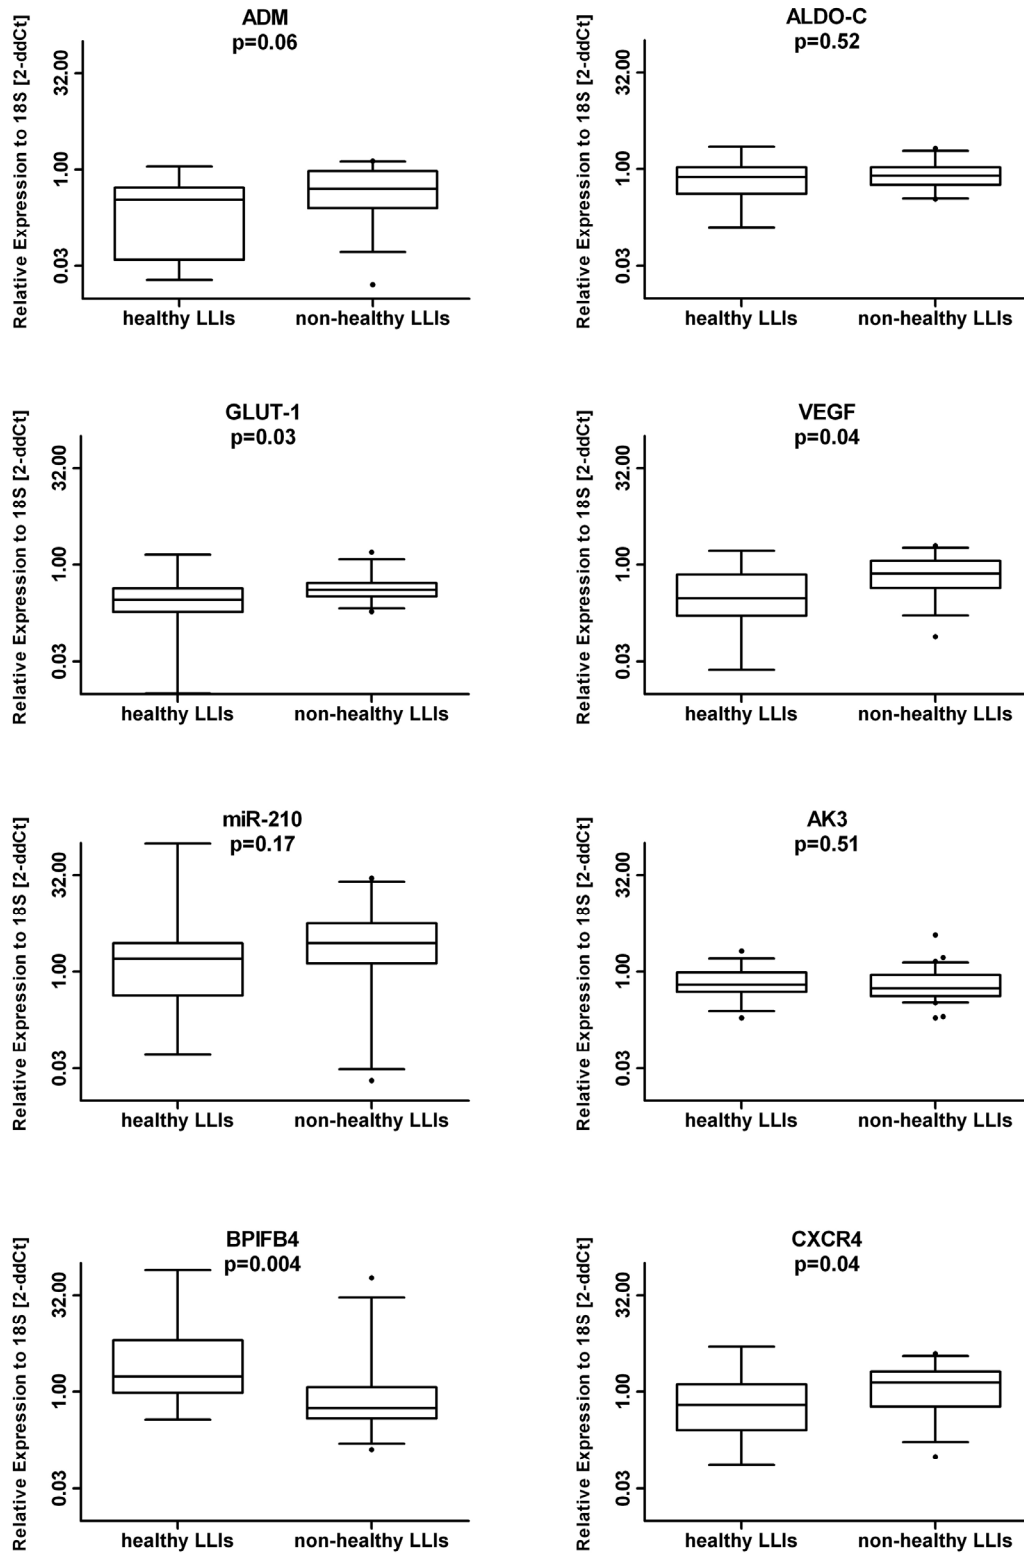 ADM
p=0.06
Relative Expression to 18S [2-ddCt]
32.00
1.00
0.03
healthy LLIs
non-healthy LLIs
ALDO-C
p=0.52
Relative Expression to 18S [2-ddCt]
32.00
1.00
0.03
healthy LLIs
non-healthy LLIs
GLUT-1
p=0.03
Relative Expression to 18S [2-ddCt]
32.00
1.00
0.03
healthy LLIs
non-healthy LLIs
VEGF
p=0.04
Relative Expression to 18S [2-ddCt]
32.00
1.00
0.03
healthy LLIs
non-healthy LLIs
miR-210
p=0.17
Relative Expression to 18S [2-ddCt]
32.00
1.00
0.03
healthy LLIs
non-healthy LLIs
AK3
p=0.51
Relative Expression to 18S [2-ddCt]
32.00
1.00
0.03
healthy LLIs
non-healthy LLIs
BPIFB4
p=0.004
Relative Expression to 18S [2-ddCt]
32.00
1.00
0.03
healthy LLIs
non-healthy LLIs
CXCR4
p=0.04
Relative Expression to 18S [2-ddCt]
32.00
1.00
0.03
healthy LLIs
non-healthy LLIs